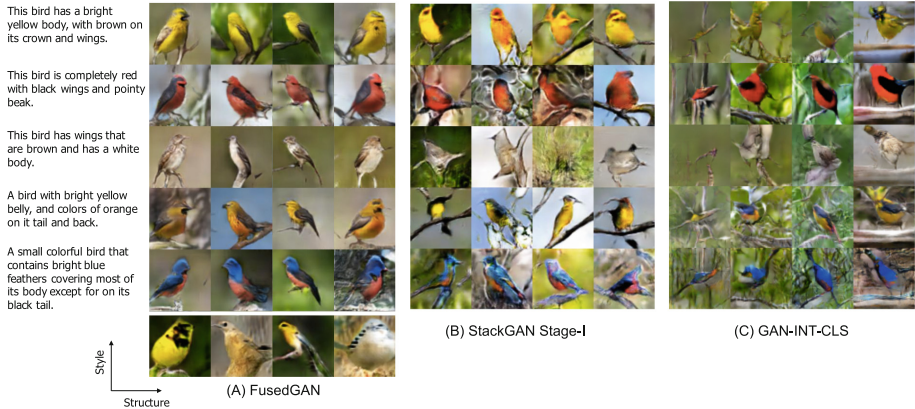 This bird has a bright
yellow body, with brown on
its crown and wings.
This bird is completely red
with black wings and pointy
beak.
This bird has wings that
are brown and has a white
body.
A bird with bright yellow
belly, and colors of orange
on it tail and back.
A small colorful bird that
contains bright blue
feathers covering most of
its body except for on its
black tail.
(B) StackGAN Stage-I
(C) GAN-INT-CLS
Style
Structure
(A) FusedGAN